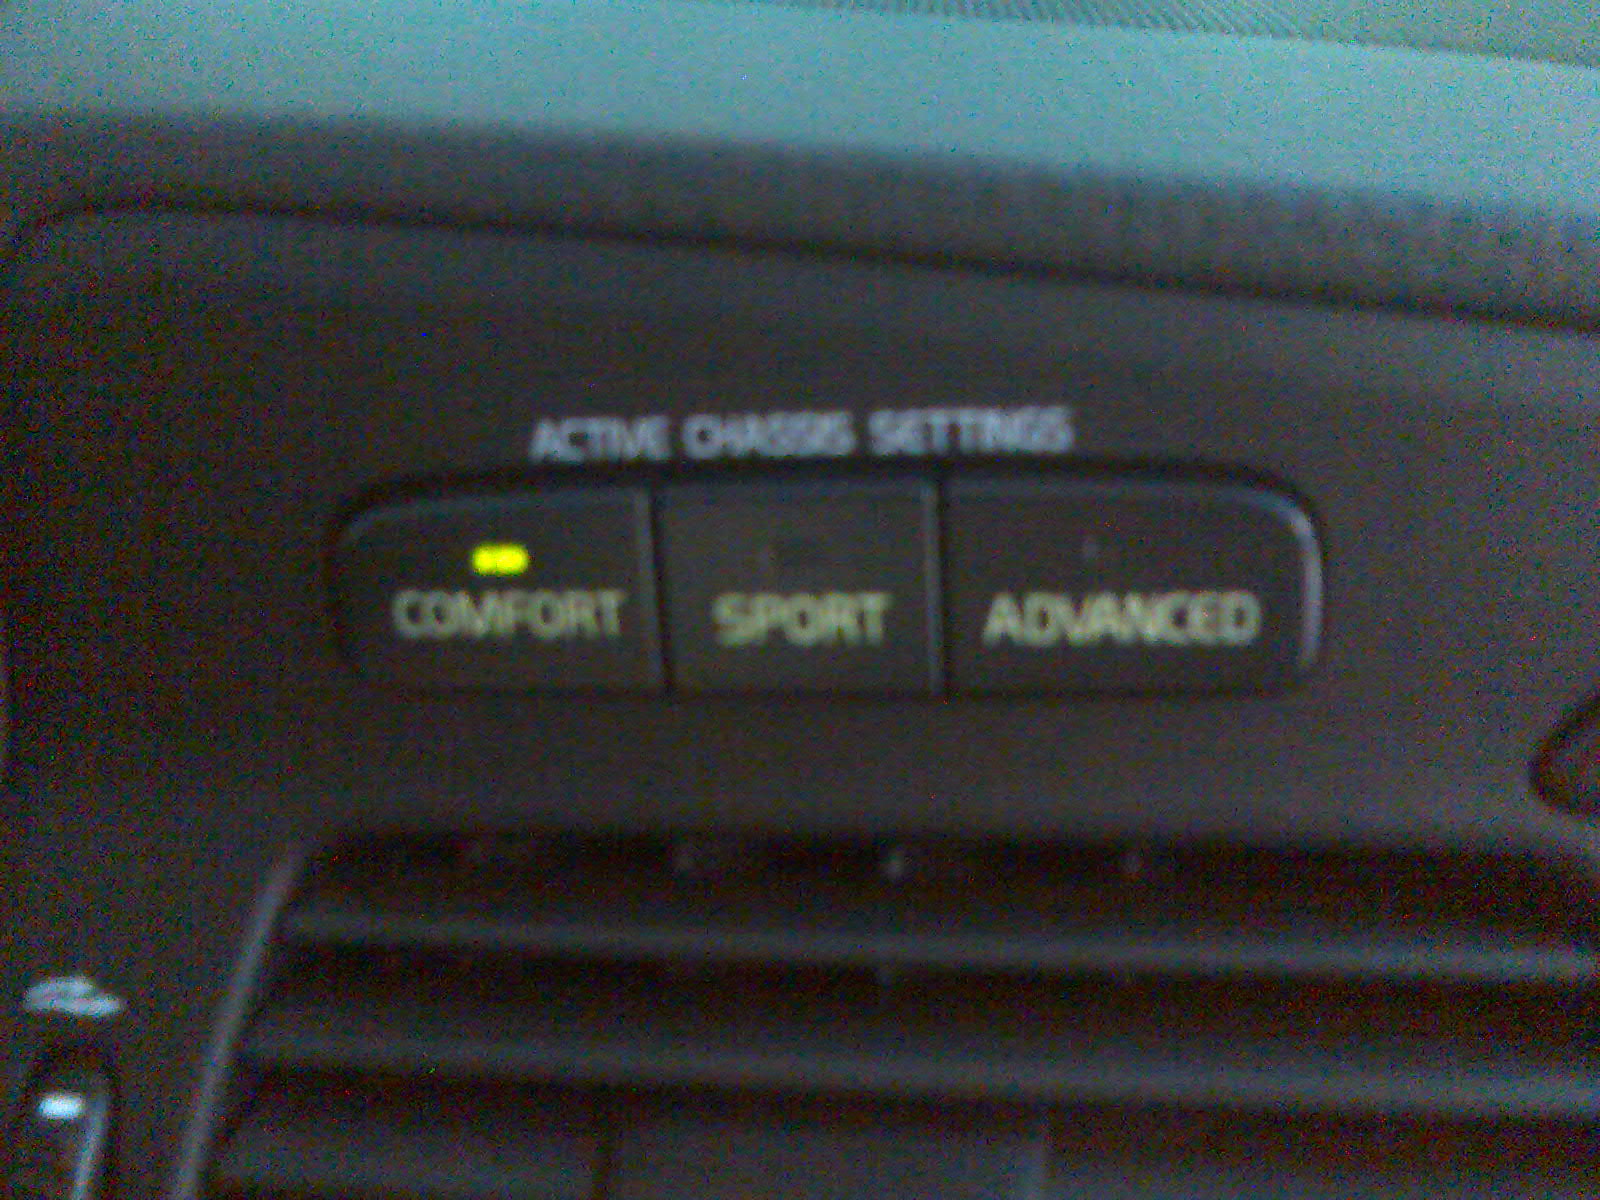 ACTIVE CHASSIS SETTINGS
COMFORT SPORT ADVANCED